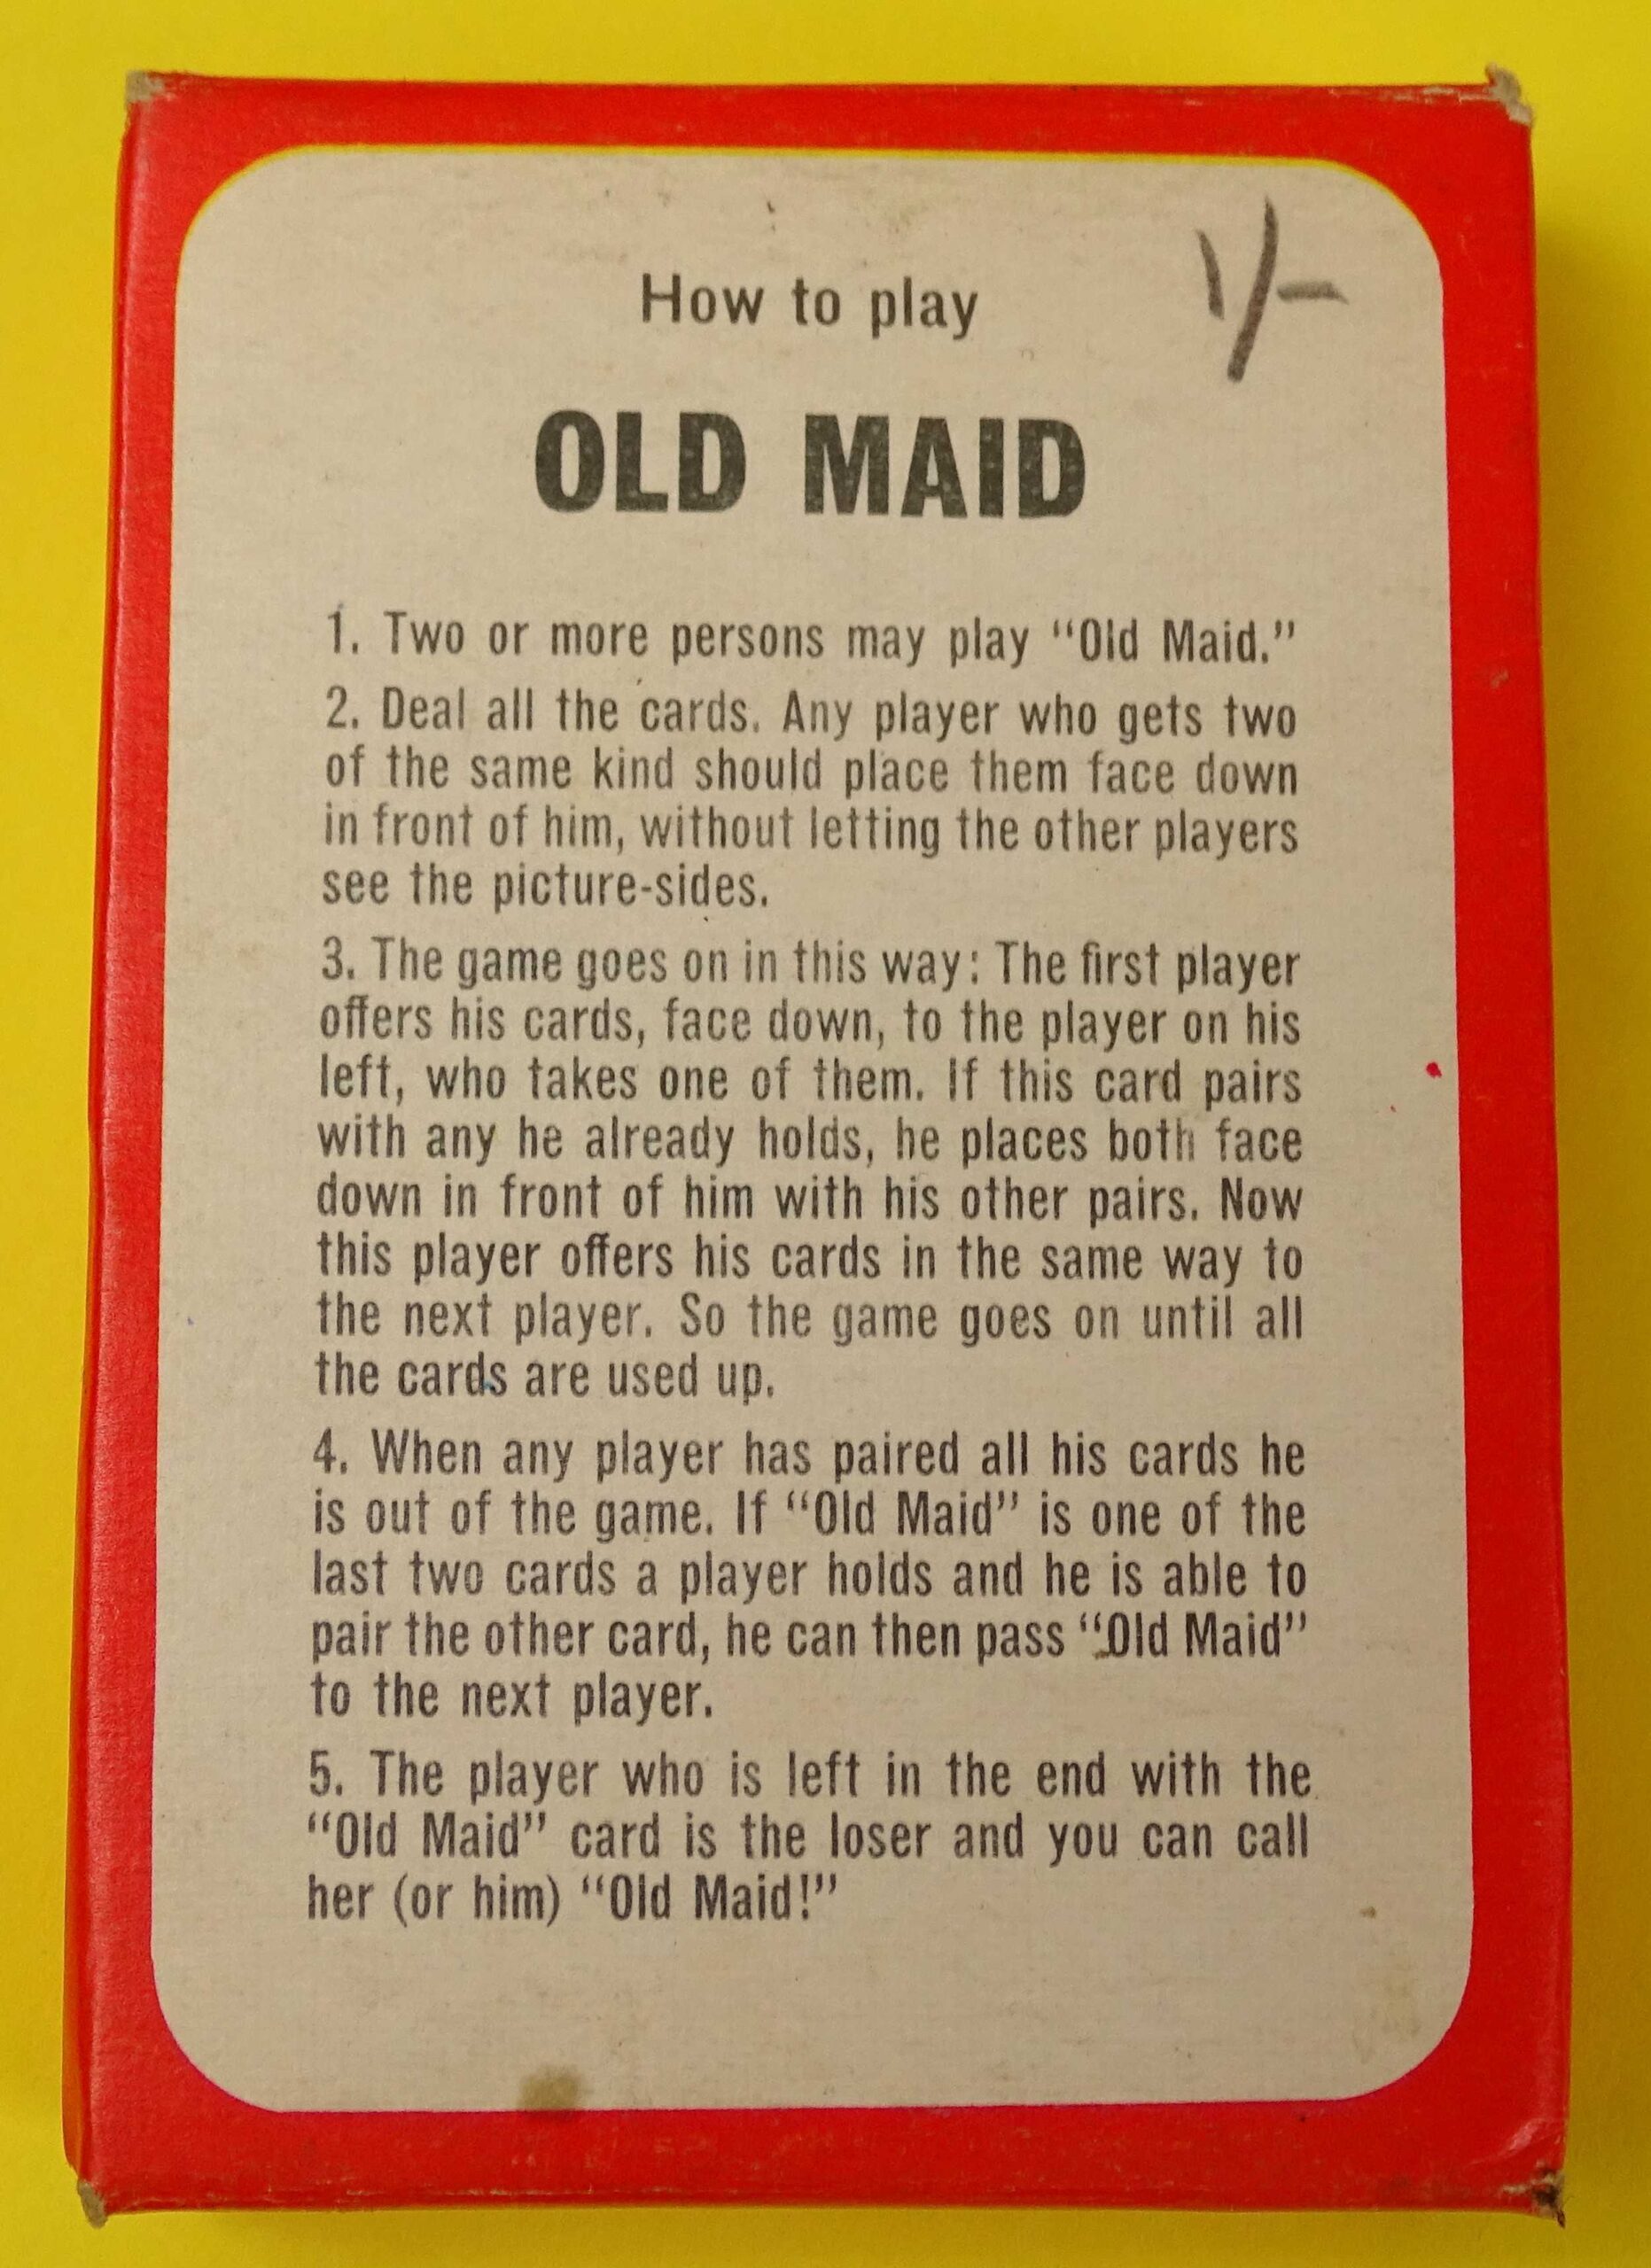 How to play
1/-
OLD MAID
1. Two or more persons may play “Old Maid.”
2. Deal all the cards. Any player who gets two
of the same kind should place them face down
in front of him, without letting the other players
see the picture-sides.
3. The game goes on in this way: The first player
offers his cards, face down, to the player on his
left, who takes one of them. If this card pairs
with any he already holds, he places both face
down in front of him with his other pairs. Now
this player offers his cards in the same way to
the next player. So the game goes on until all
the cards are used up.
4. When any player has paired all his cards he
is out of the game. If “Old Maid” is one of the
last two cards a player holds and he is able to
pair the other card, he can then pass “Old Maid”
to the next player.
5. The player who is left in the end with the
“Old Maid” card is the loser and you can call
her (or him) “Old Maid!”